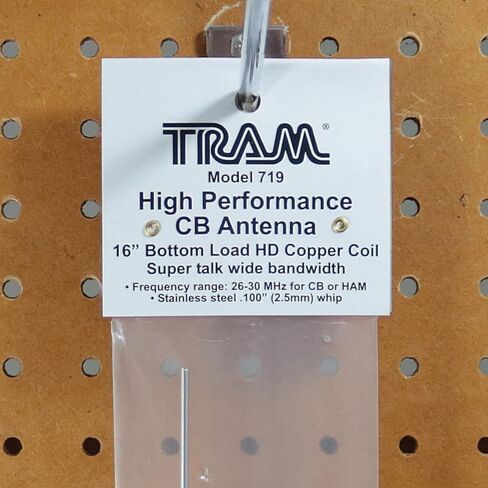 TRAM®
Model 719
High Performance
CB Antenna
16” Bottom Load HD Copper Coil
Super talk wide bandwidth
• Frequency range: 26-30 MHz for CB or HAM
• Stainless steel .100” (2.5mm) whip